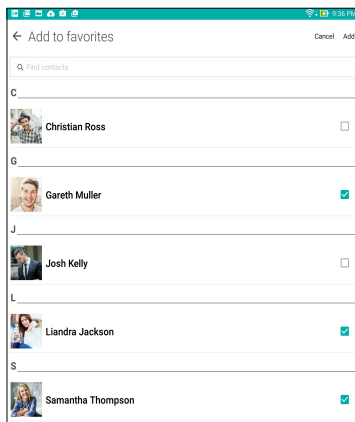 9:36 PM
Add to favorites
Cancel Add
Find contacts
C
Christian Ross
G
Gareth Muller
J
Josh Kelly
L
Liandra Jackson
S
Samantha Thompson